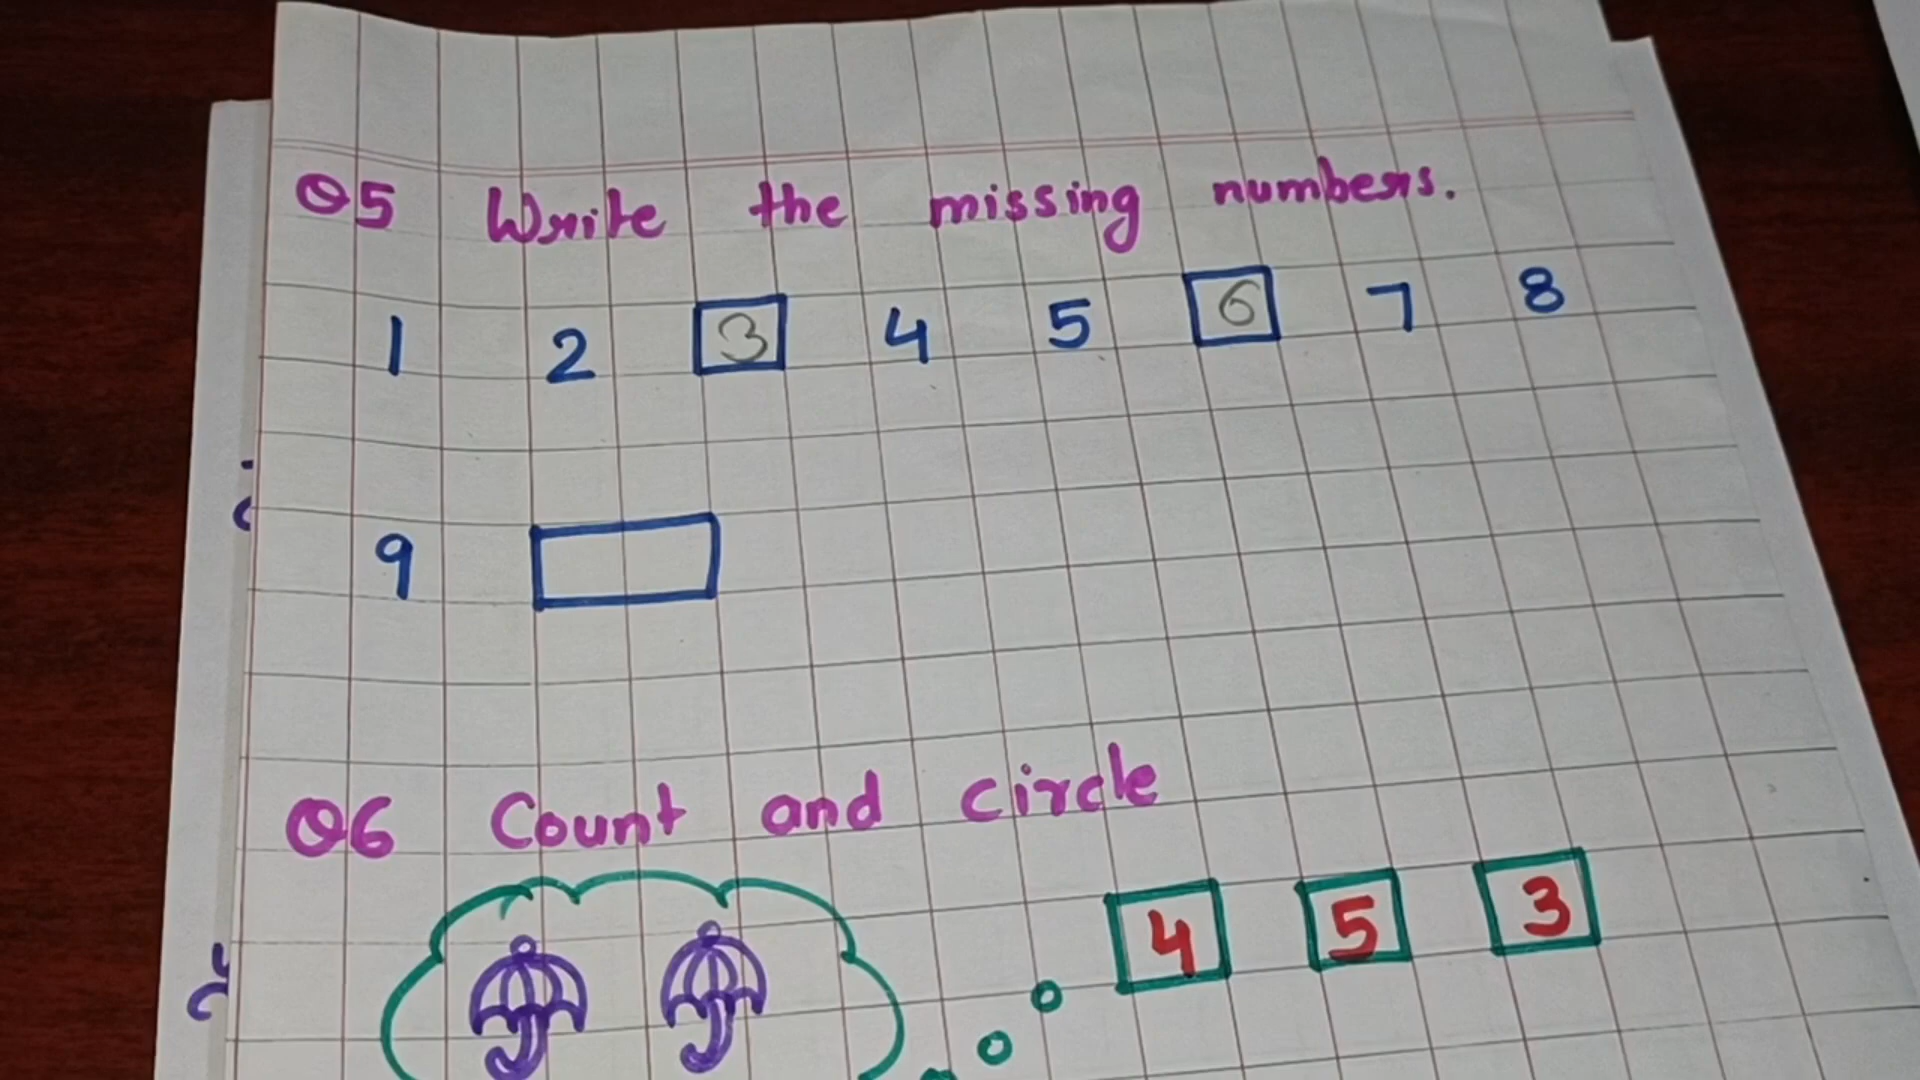 Q5 Write the missing numbers.
1 2 3 4 5 6 7 8
9
Q6 Count and circle
4 5 3